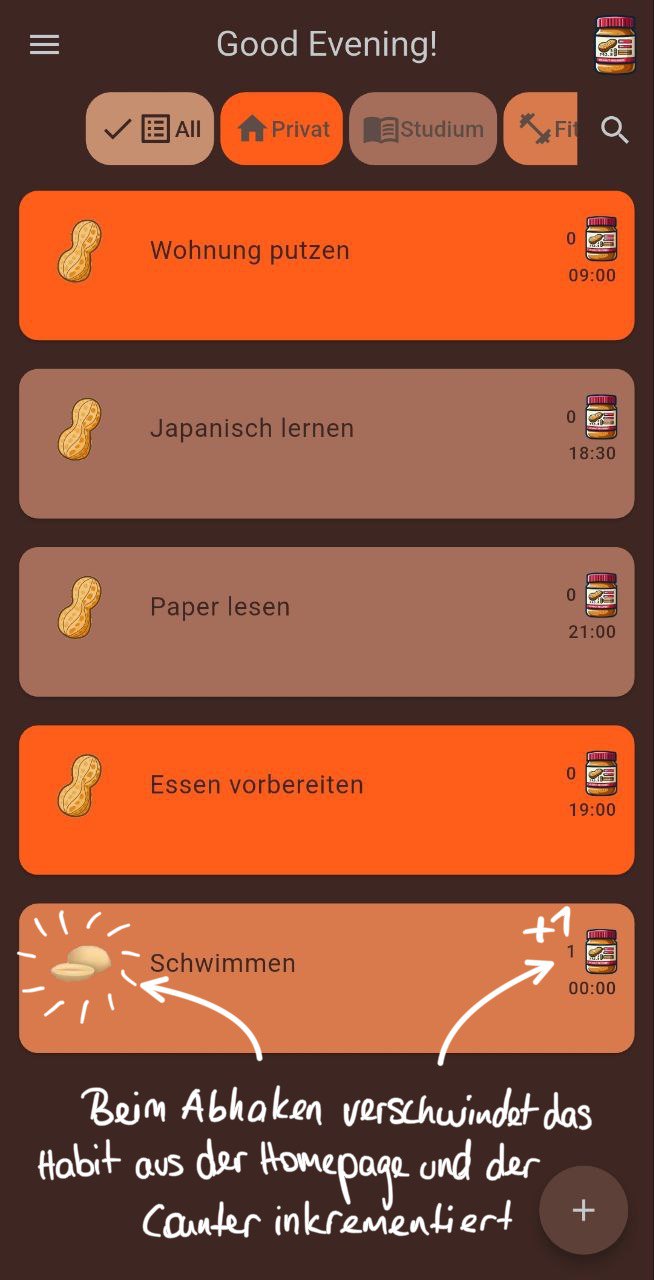 Good Evening!
All
Privat
Studium
Fit
Wohnung putzen
0
09:00
Japanisch lernen
0
18:30
Paper lesen
0
21:00
Essen vorbereiten
0
19:00
+1
Schwimmen
1
00:00
Beim Abhaken verschwindet das
Habit aus der Homepage und der
Counter inkrementiert
+